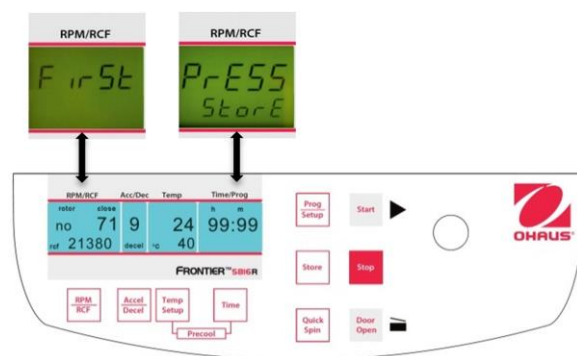 RPM/RCF
FirSt
RPM/RCF
PrESS
StorE
RPM/RCF Acc/Dec Temp Time/Prog
rotor close h m
no 71 9 24 99:99
rcf 21380 decel °C 40
FRONTIER™ 5816R
RPM
RCF
Accel
Decel
Temp
Setup
Time
Precool
Prog
Setup
Start
Store
Stop
Quick
Spin
Door
Open
OHAUS